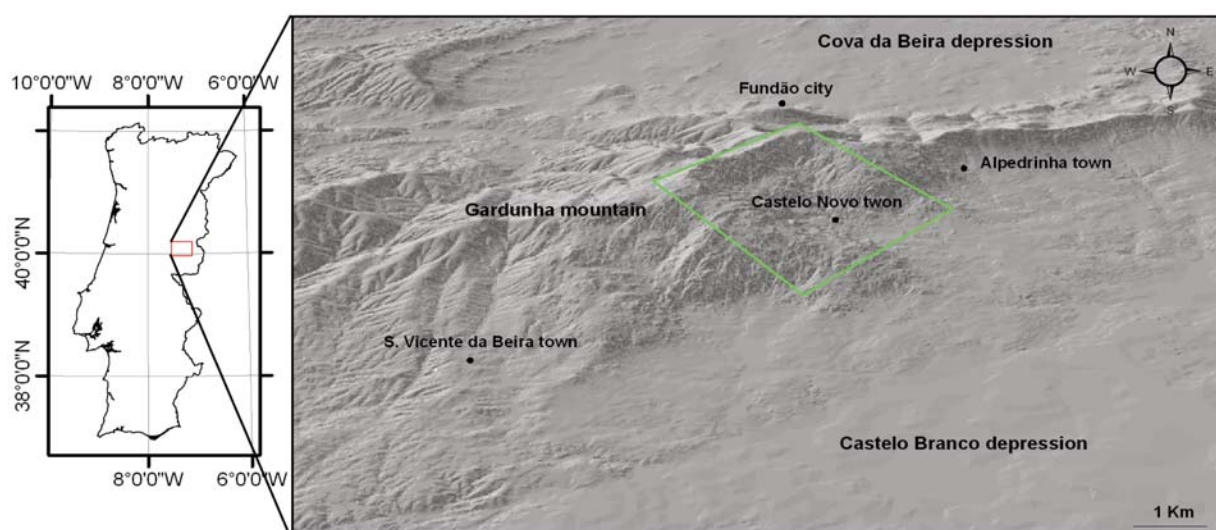 10°0'0"W 8°0'0"W 6°0'0"W
40°0'0"N
38°0'0"N
8°0'0"W 6°0'0"W
Cova da Beira depression
N
W E
S
Fundão city
Alpedrinha town
Castelo Novo twon
Gardunha mountain
S. Vicente da Beira town
Castelo Branco depression
1 Km